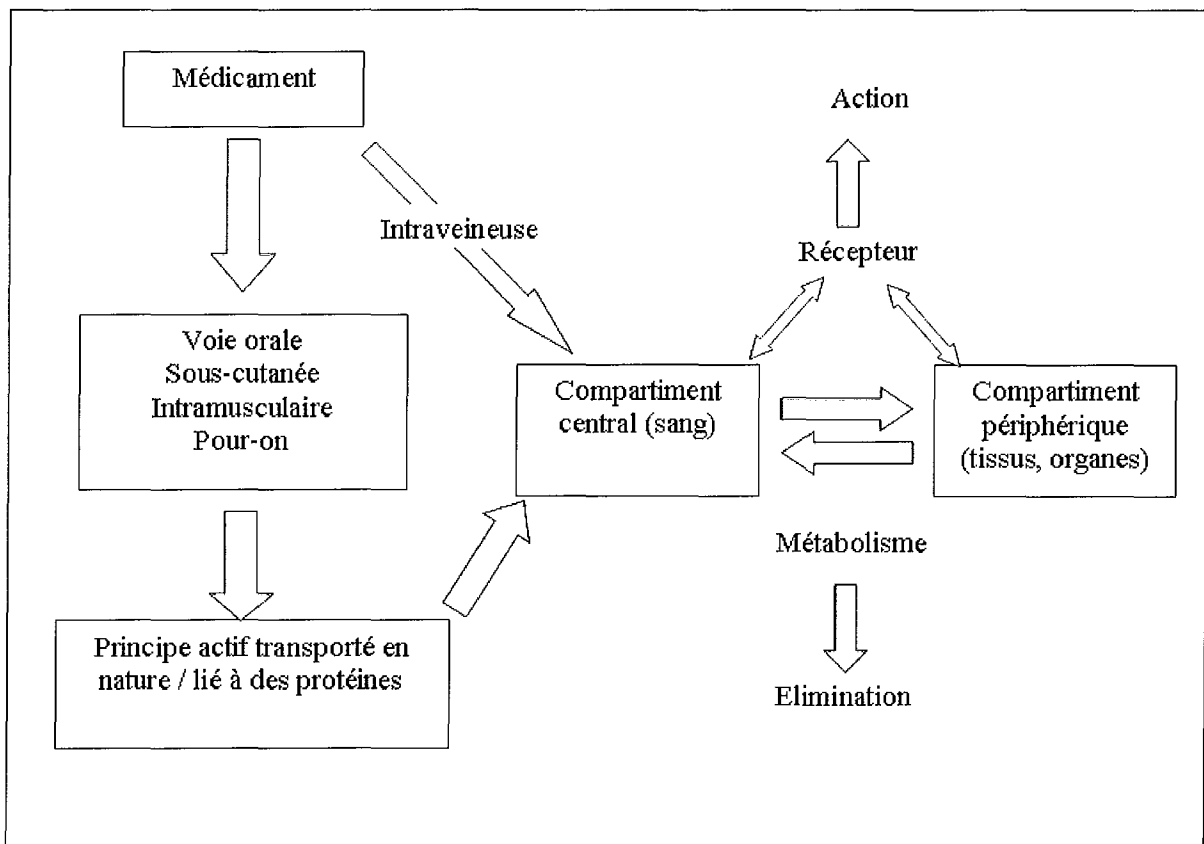 Médicament
Action
Intraveineuse
Récepteur
Voie orale
Sous-cutanée
Intramusculaire
Pour-on
Compartiment
central (sang)
Compartiment
périphérique
(tissus, organes)
Métabolisme
Principe actif transporté en
nature / lié à des protéines
Elimination